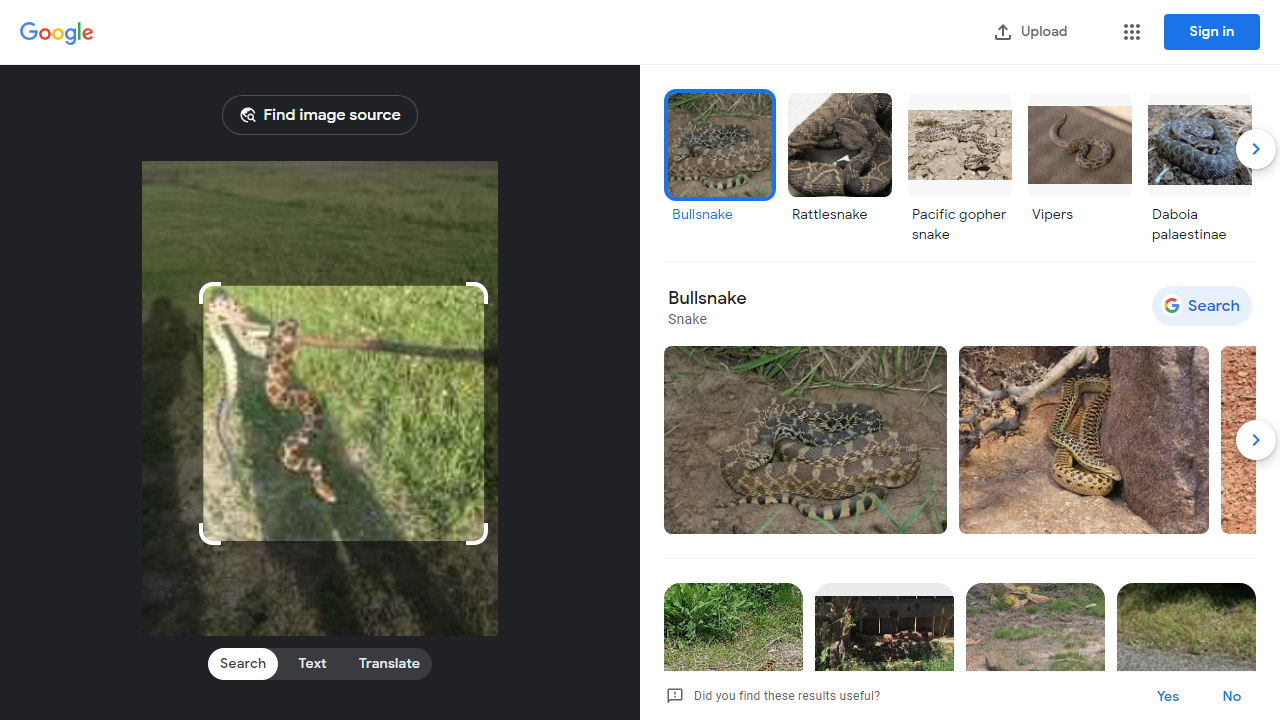 Google
Upload
Sign in
Find image source
Search
Text
Translate
Bullsnake
Rattlesnake
Pacific gopher
snake
Vipers
Daboia
palaestinae
Bullsnake
Snake
Search
Did you find these results useful?
Yes
No